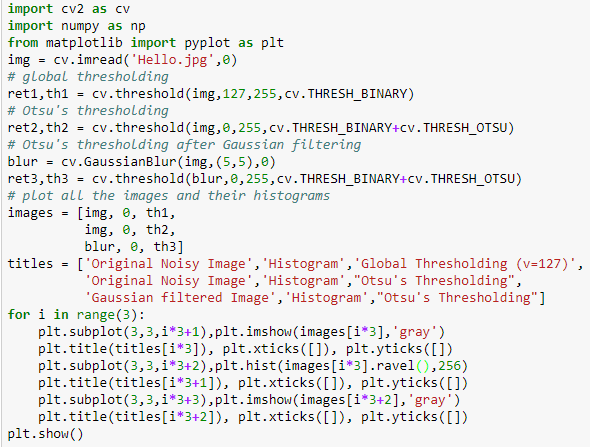 import cv2 as cv
import numpy as np
from matplotlib import pyplot as plt
img = cv.imread('Hello.jpg',0)
# global thresholding
ret1,th1 = cv.threshold(img,127,255,cv.THRESH_BINARY)
# Otsu's thresholding
ret2,th2 = cv.threshold(img,0,255,cv.THRESH_BINARY+cv.THRESH_OTSU)
# Otsu's thresholding after Gaussian filtering
blur = cv.GaussianBlur(img,(5,5),0)
ret3,th3 = cv.threshold(blur,0,255,cv.THRESH_BINARY+cv.THRESH_OTSU)
# plot all the images and their histograms
images = [img, 0, th1,
          img, 0, th2,
          blur, 0, th3]
titles = ['Original Noisy Image','Histogram','Global Thresholding (v=127)',
          'Original Noisy Image','Histogram',"Otsu's Thresholding",
          'Gaussian filtered Image','Histogram',"Otsu's Thresholding"]
for i in range(3):
    plt.subplot(3,3,i*3+1),plt.imshow(images[i*3],'gray')
    plt.title(titles[i*3]), plt.xticks([]), plt.yticks([])
    plt.subplot(3,3,i*3+2),plt.hist(images[i*3].ravel(),256)
    plt.title(titles[i*3+1]), plt.xticks([]), plt.yticks([])
    plt.subplot(3,3,i*3+3),plt.imshow(images[i*3+2],'gray')
    plt.title(titles[i*3+2]), plt.xticks([]), plt.yticks([])
plt.show()